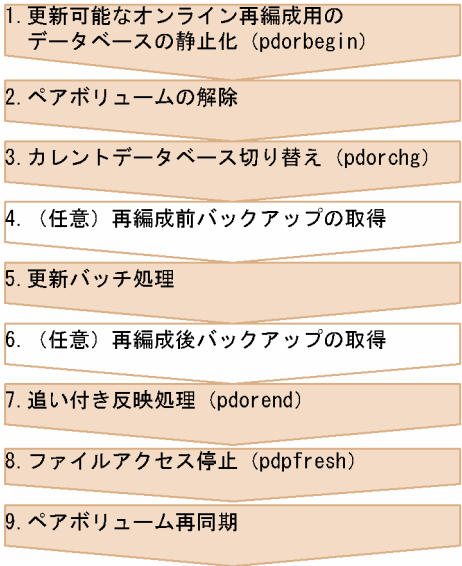 1.更新可能なオンライン再編成用の
データベースの静止化（pdorbegin）
2.ペアボリュームの解除
3.カレントデータベース切り替え（pdorchg）
4.（任意）再編成前バックアップの取得
5.更新バッチ処理
6.（任意）再編成後バックアップの取得
7.追い付き反映処理（pdorend）
8.ファイルアクセス停止（pdpfresh）
9.ペアボリューム再同期